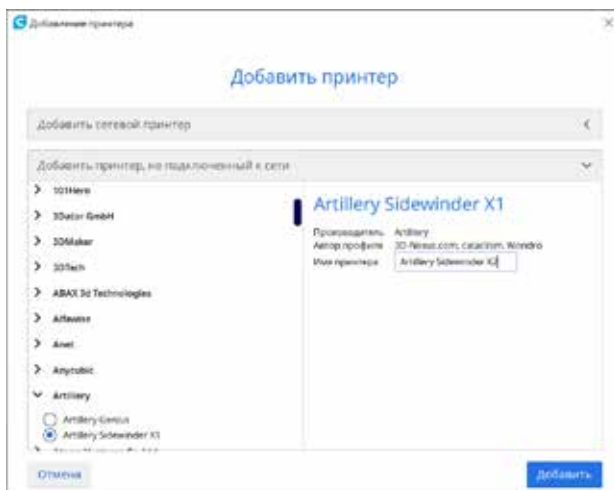 Добавление принтера
Добавить принтер
Добавить сетевой принтер
Добавить принтер, не подключенный к сети
101Hero
3Dator GmbH
3DMaker
3DTech
ABAX 3d Technologies
Alfawise
Anet
Anycubic
Artillery
Artillery Genius
Artillery Sidewinder X1
Artillery Sidewinder X1
Производитель Artillery
Автор профиля 3D-Nexus.com, cataclism, Wondro
Имя принтера Artillery Sidewinder X2
Отмена
Добавить